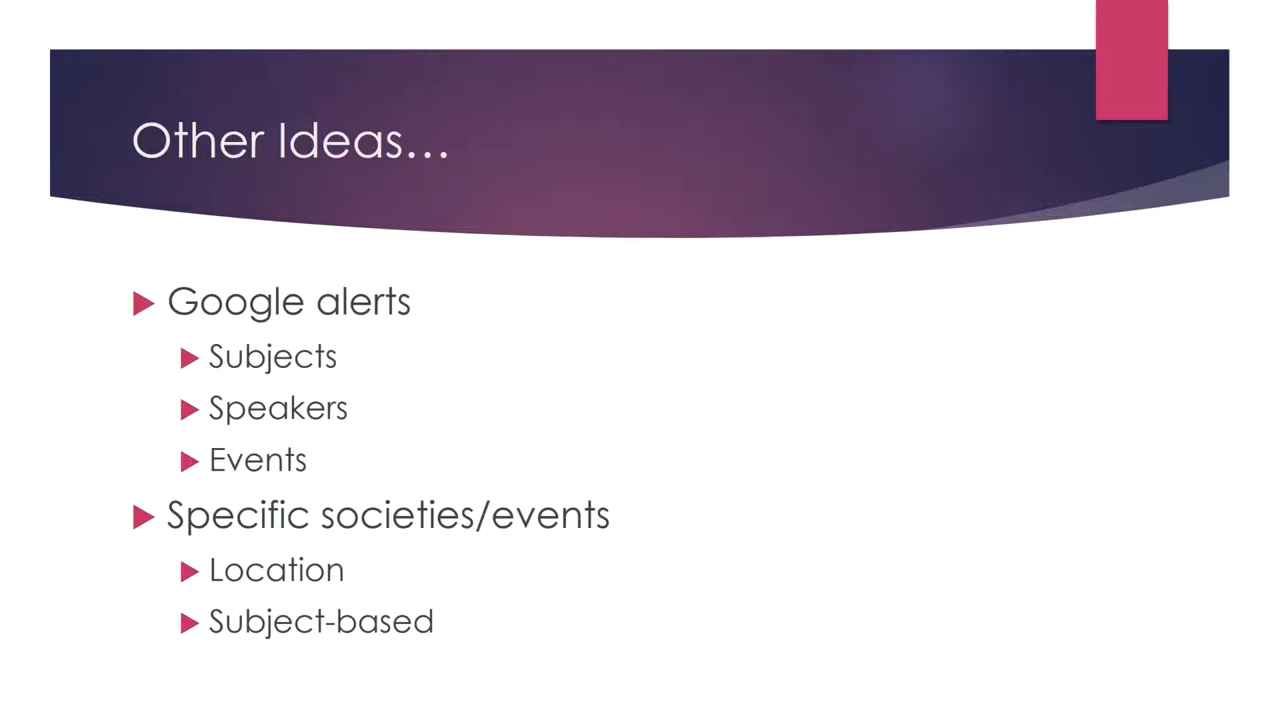 Other Ideas…
Google alerts
Subjects
Speakers
Events
Specific societies/events
Location
Subject-based